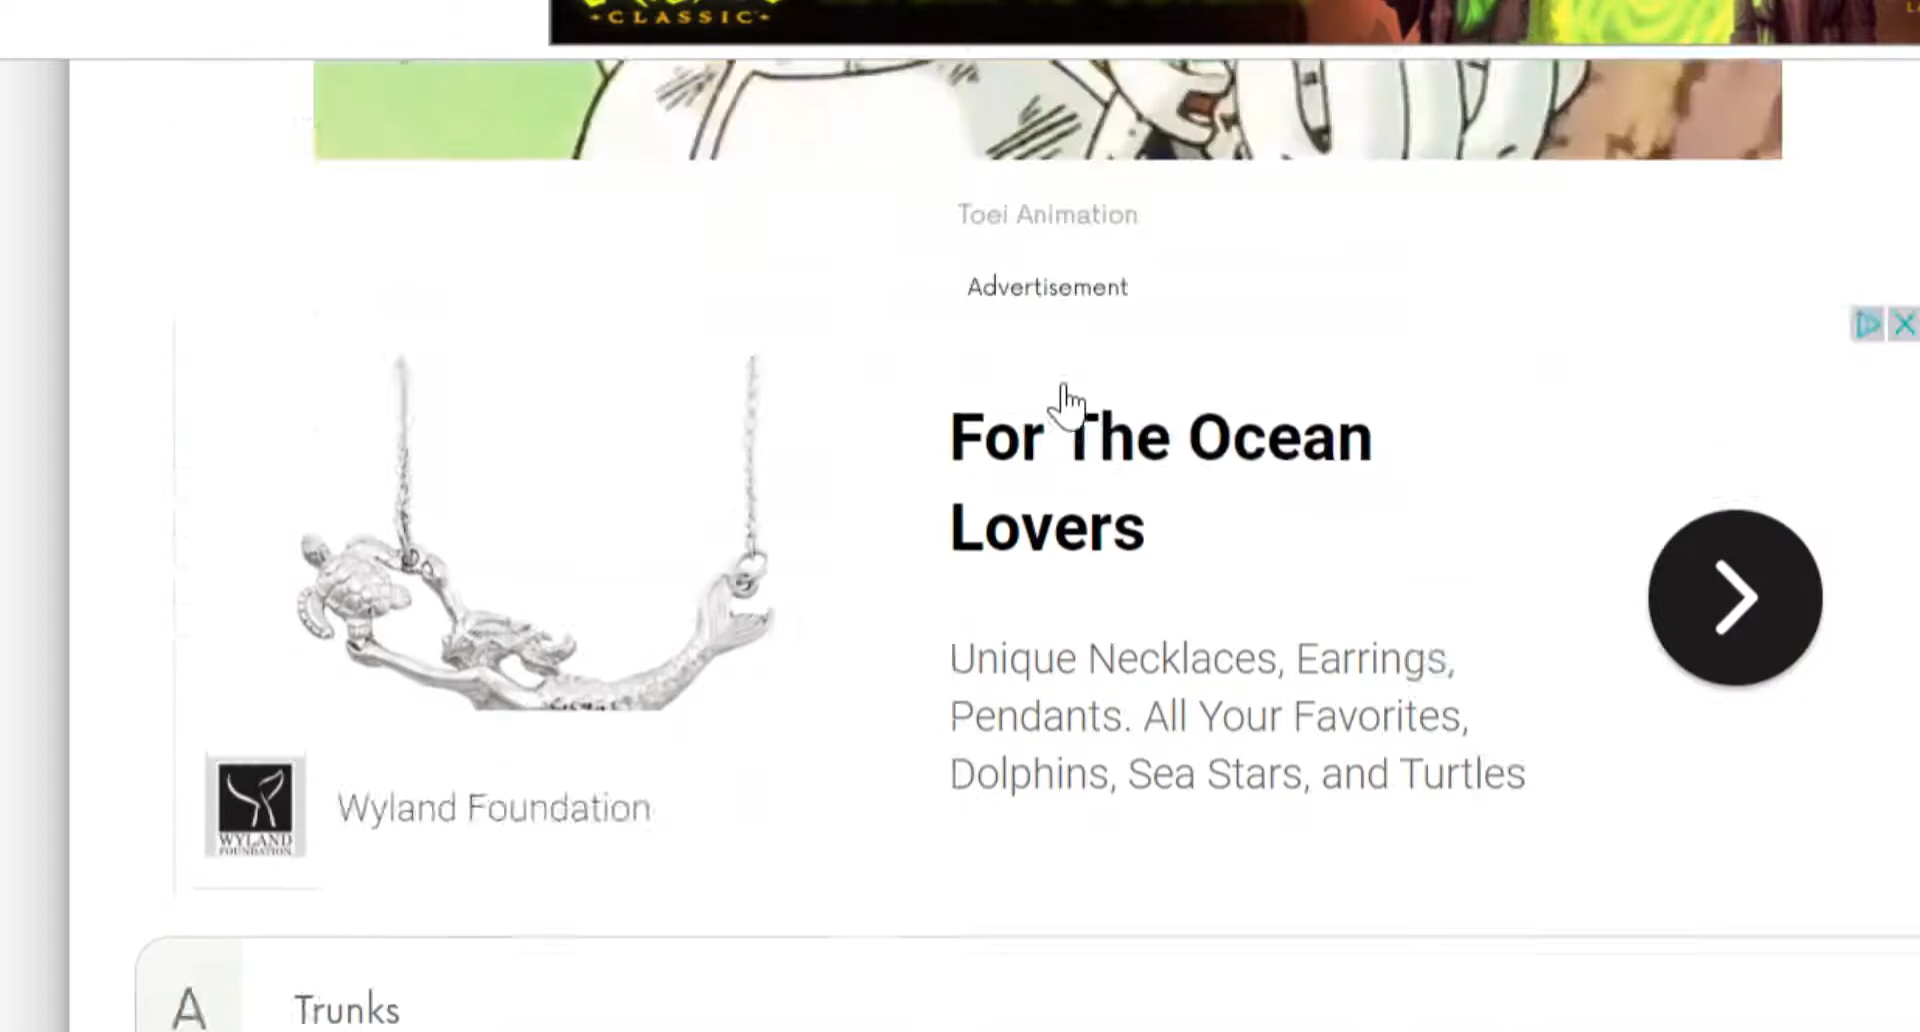 CLASSIC
Toei Animation
Advertisement
For The Ocean
Lovers
Unique Necklaces, Earrings,
Pendants. All Your Favorites,
Dolphins, Sea Stars, and Turtles
WYLAND
FOUNDATION
Wyland Foundation
A
Trunks